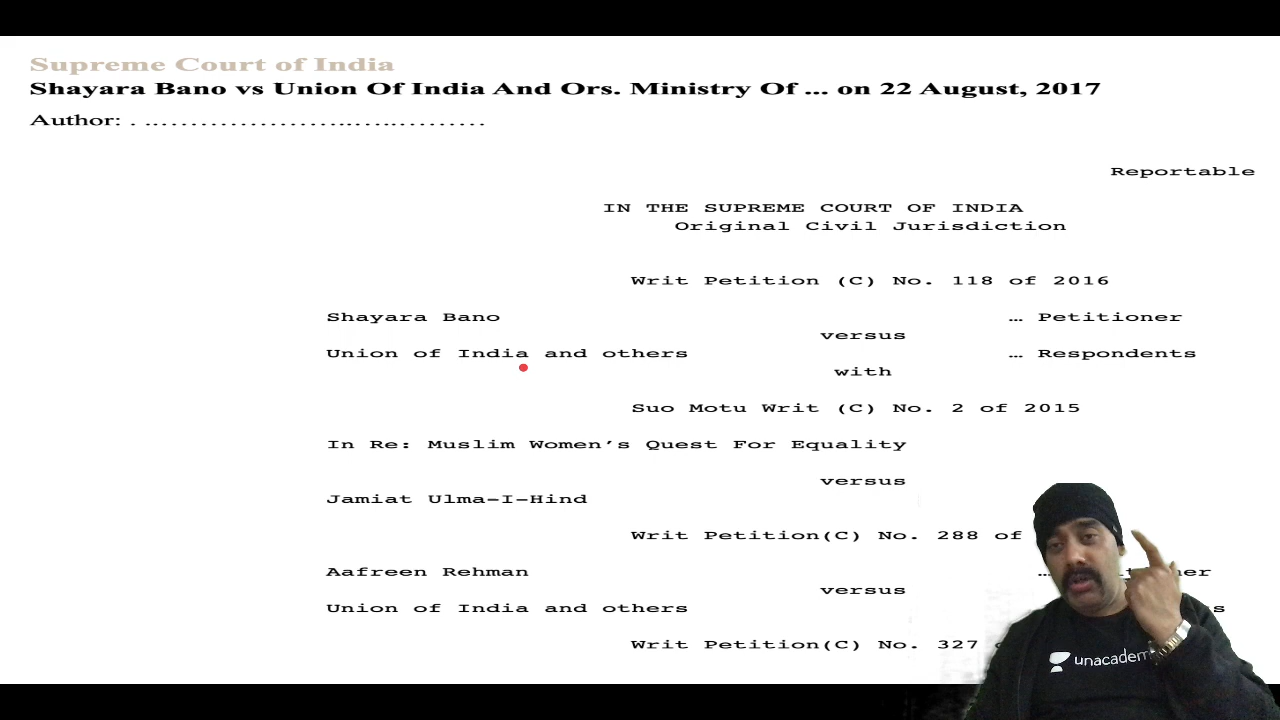 Supreme Court of India
Shayara Bano vs Union Of India And Ors. Ministry Of ... on 22 August, 2017
Author: . ...............................
Reportable
IN THE SUPREME COURT OF INDIA
Original Civil Jurisdiction
Writ Petition (C) No. 118 of 2016
Shayara Bano … Petitioner
versus
Union of India and others … Respondents
with
Suo Motu Writ (C) No. 2 of 2015
In Re: Muslim Women’s Quest For Equality
versus
Jamiat Ulma-I-Hind
Writ Petition(C) No. 288 of
Aafreen Rehman …
versus
Union of India and others
Writ Petition(C) No. 327
unacadem